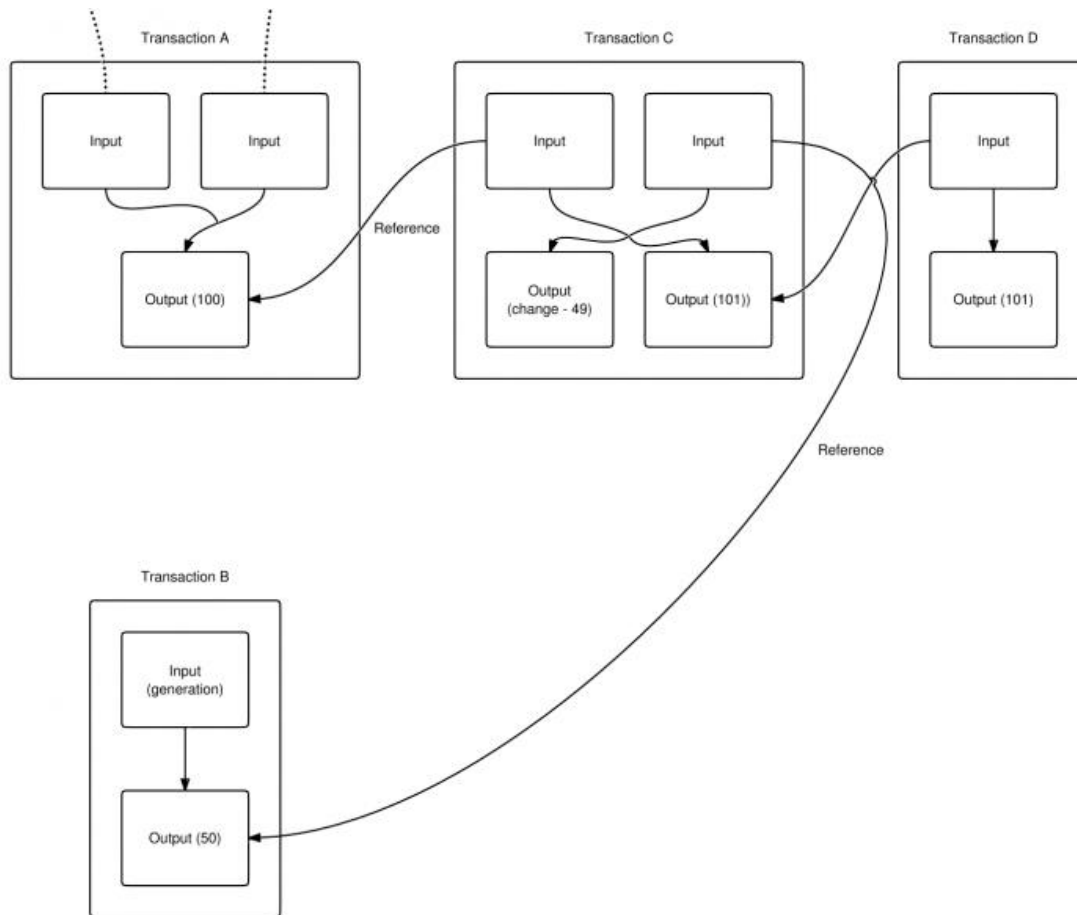 Transaction A
Transaction C
Transaction D
Input
Input
Input
Input
Input
Reference
Output (100)
Output
(change - 49)
Output (101))
Output (101)
Reference
Transaction B
Input
(generation)
Output (50)